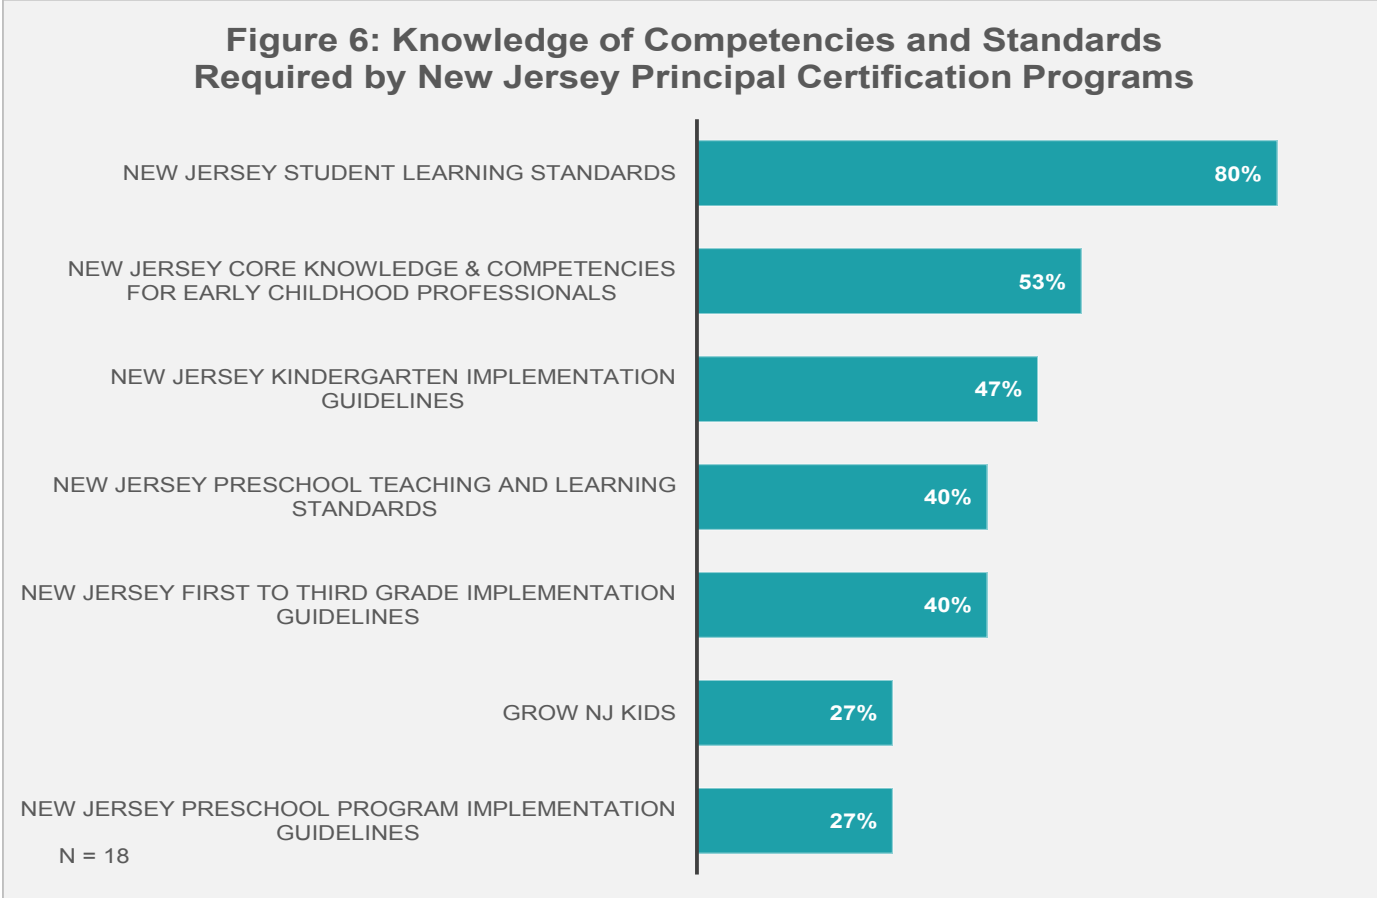 Figure 6: Knowledge of Competencies and Standards
Required by New Jersey Principal Certification Programs
NEW JERSEY STUDENT LEARNING STANDARDS
80%
NEW JERSEY CORE KNOWLEDGE & COMPETENCIES
FOR EARLY CHILDHOOD PROFESSIONALS
53%
NEW JERSEY KINDERGARTEN IMPLEMENTATION
GUIDELINES
47%
NEW JERSEY PRESCHOOL TEACHING AND LEARNING
STANDARDS
40%
NEW JERSEY FIRST TO THIRD GRADE IMPLEMENTATION
GUIDELINES
40%
GROW NJ KIDS
27%
NEW JERSEY PRESCHOOL PROGRAM IMPLEMENTATION
GUIDELINES
27%
N = 18